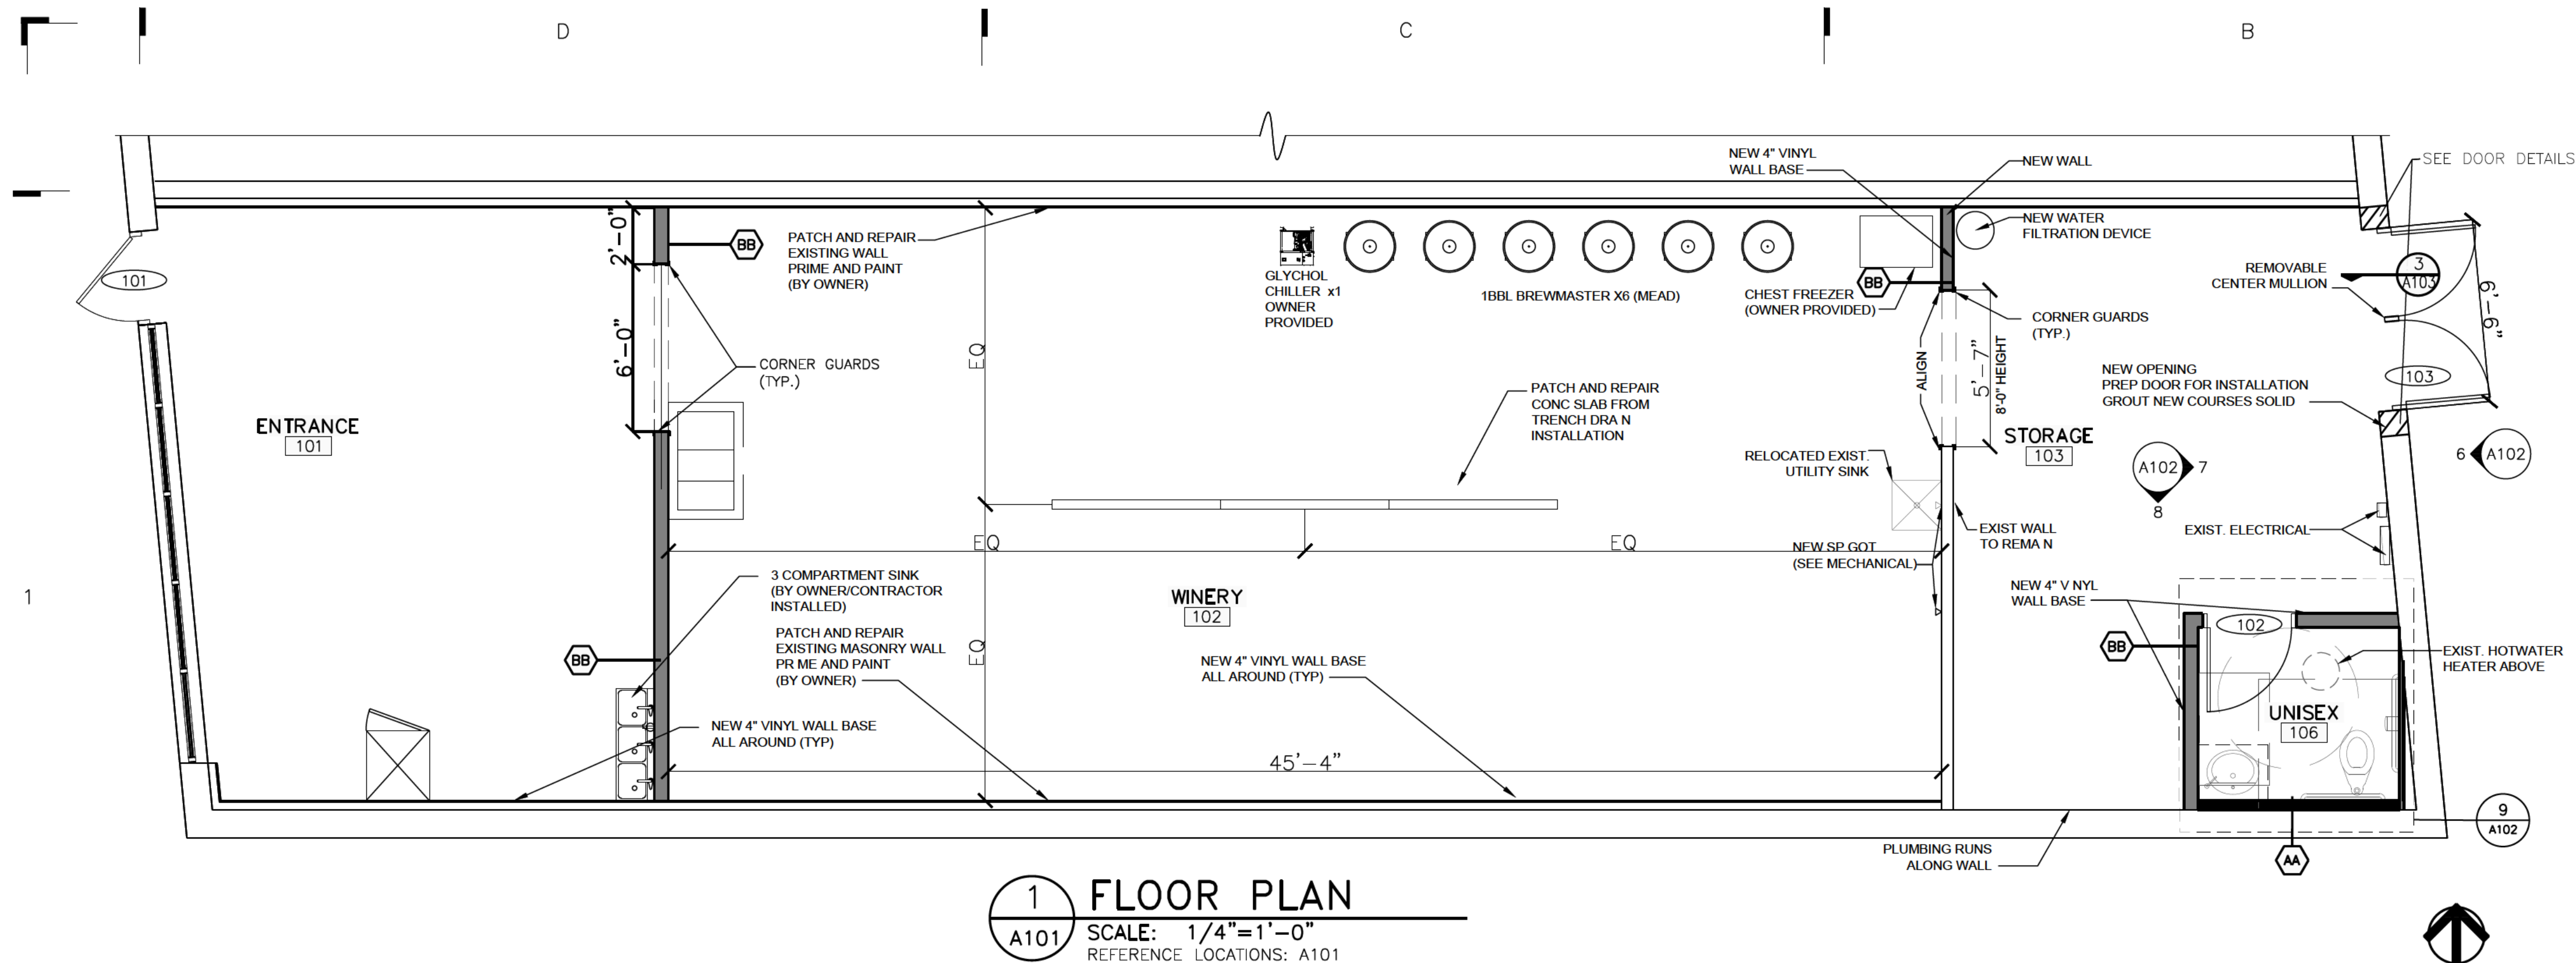 D
C
B
1
NEW 4" VINYL
WALL BASE
NEW WALL
SEE DOOR DETAILS
2'-0"
BB
PATCH AND REPAIR
EXISTING WALL
PRIME AND PAINT
(BY OWNER)
101
GLYCHOL
CHILLER x1
OWNER
PROVIDED
1BBL BREWMASTER X6 (MEAD)
CHEST FREEZER
(OWNER PROVIDED)
BB
NEW WATER
FILTRATION DEVICE
REMOVABLE
CENTER MULLION
3
A103
6'-6"
CORNER GUARDS
(TYP.)
6'-0"
CORNER GUARDS
(TYP.)
EQ
ALIGN
5'-7"
8'-0" HEIGHT
NEW OPENING
PREP DOOR FOR INSTALLATION
GROUT NEW COURSES SOLID
103
PATCH AND REPAIR
CONC SLAB FROM
TRENCH DRA N
INSTALLATION
ENTRANCE
101
STORAGE
103
RELOCATED EXIST.
UTILITY SINK
A102
7
8
6
A102
EXIST WALL
TO REMA N
EXIST. ELECTRICAL
EQ
EQ
NEW SP GOT
(SEE MECHANICAL)
3 COMPARTMENT SINK
(BY OWNER/CONTRACTOR
INSTALLED)
WINERY
102
NEW 4" V NYL
WALL BASE
102
BB
EXIST. HOTWATER
HEATER ABOVE
BB
PATCH AND REPAIR
EXISTING MASONRY WALL
PR ME AND PAINT
(BY OWNER)
EQ
NEW 4" VINYL WALL BASE
ALL AROUND (TYP)
UNISEX
106
NEW 4" VINYL WALL BASE
ALL AROUND (TYP)
45'-4"
9
A102
PLUMBING RUNS
ALONG WALL
AA
1
A101
FLOOR PLAN
SCALE: 1/4"=1'-0"
REFERENCE LOCATIONS: A101